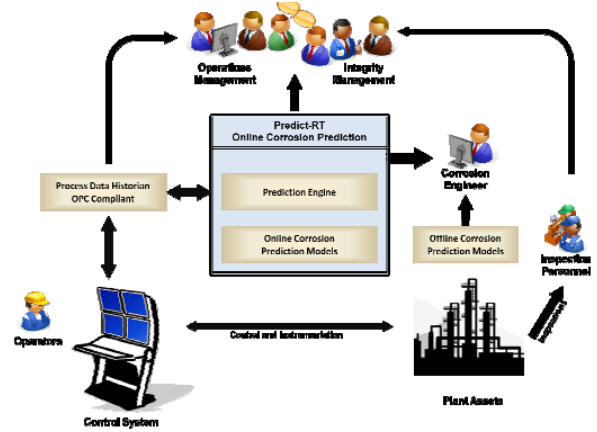 Operations
Management
Integrity
Management
Predict-RT
Online Corrosion Prediction
Corrosion
Engineer
Process Data Historian
OPC Compliant
Prediction Engine
Online Corrosion
Prediction Models
Offline Corrosion
Prediction Models
Inspection
Personnel
Operators
Control and Instrumentation
Inspections
Control System
Plant Assets